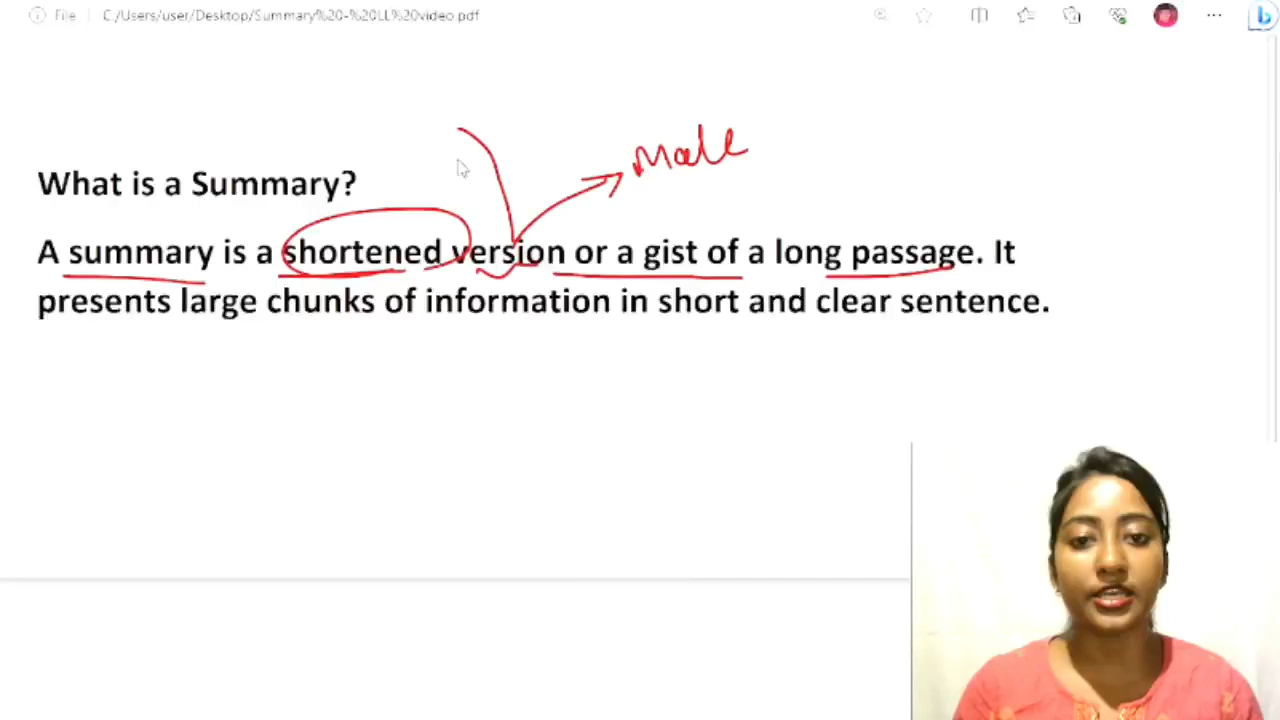 File
C:/Users/user/Desktop/Summary%20-%20LL%20video.pdf
What is a Summary?
A summary is a shortened version or a gist of a long passage. It
presents large chunks of information in short and clear sentence.